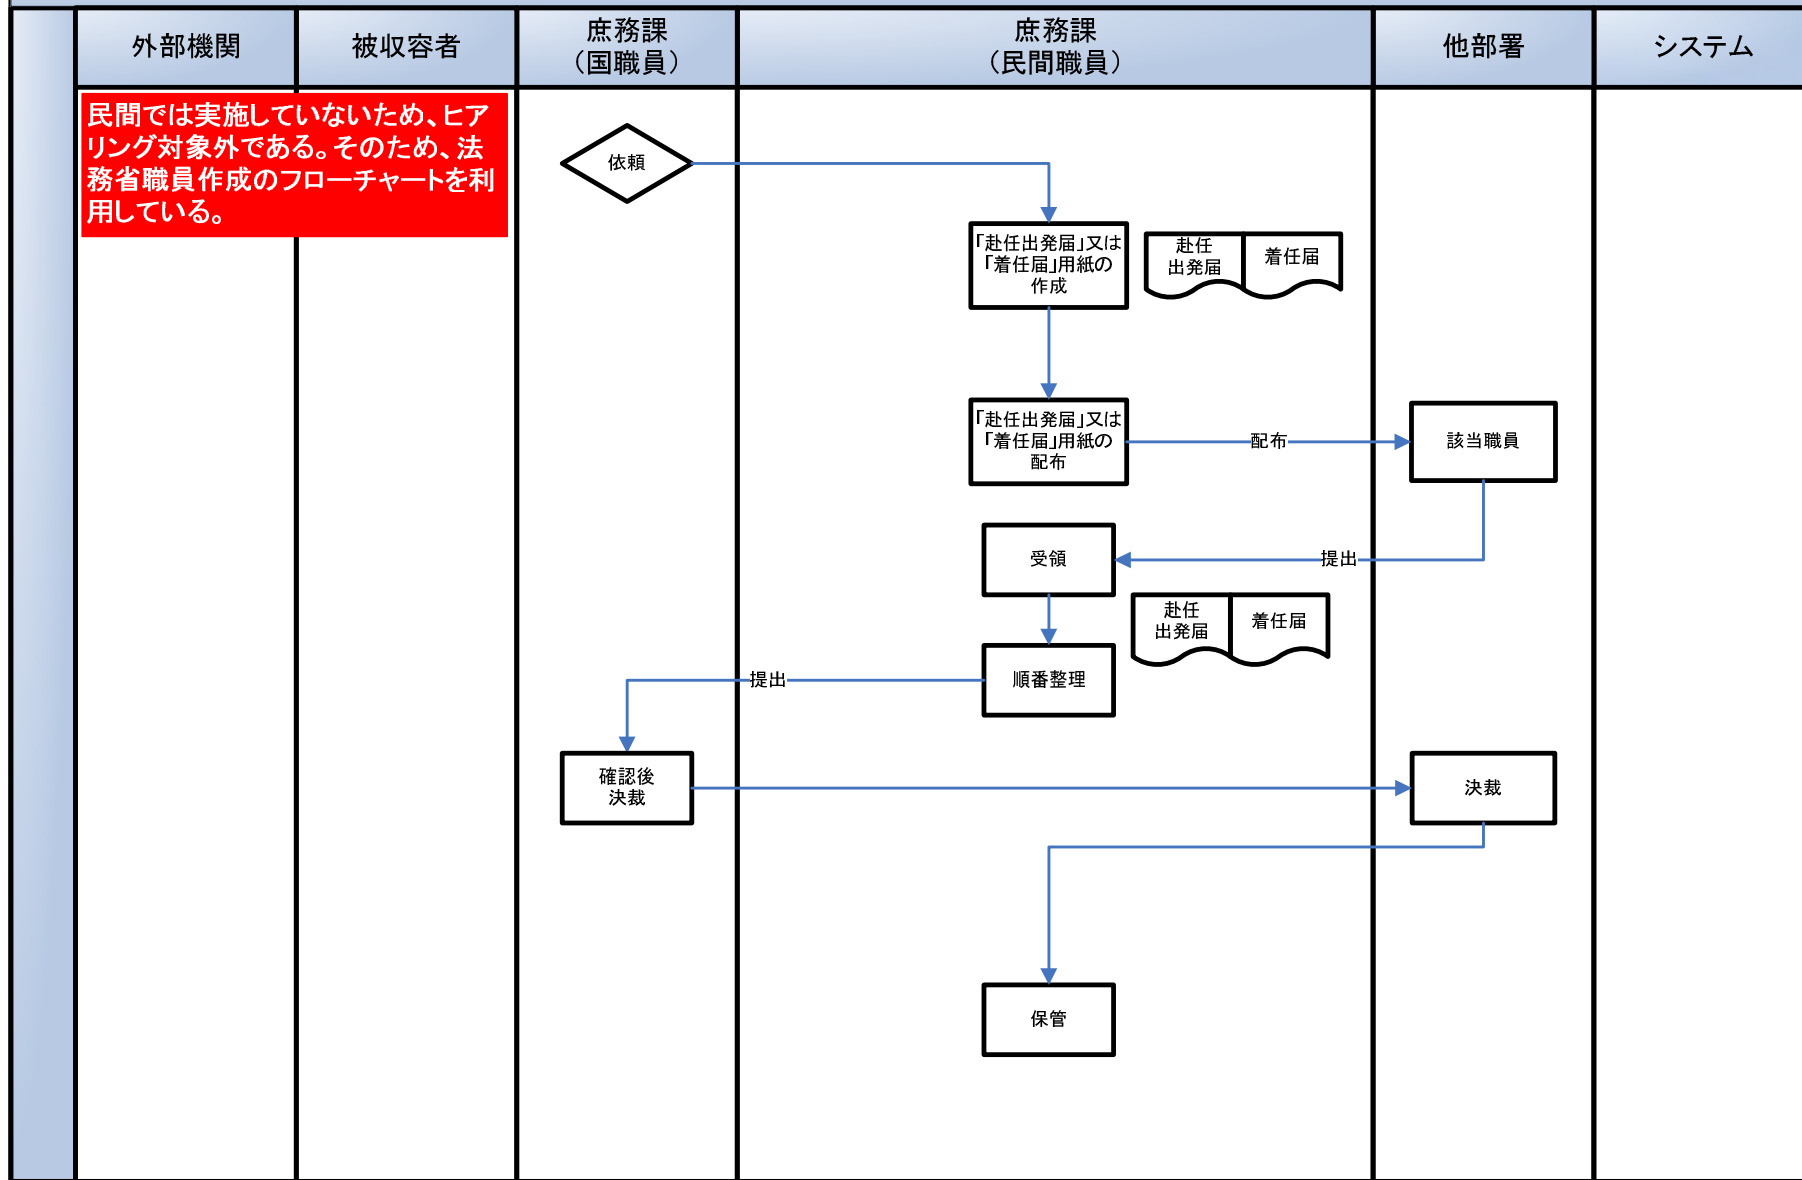 外部機関
被収容者
庶務課
（国職員）
庶務課
（民間職員）
他部署
システム
民間では実施していないため、ヒア
リング対象外である。そのため、法
務省職員作成のフローチャートを利
用している。
依頼
「赴任出発届」又は
「着任届」用紙の
作成
赴任
出発届
着任届
「赴任出発届」又は
「着任届」用紙の
配布
配布
該当職員
受領
提出
赴任
出発届
着任届
順番整理
提出
確認後
決裁
決裁
保管